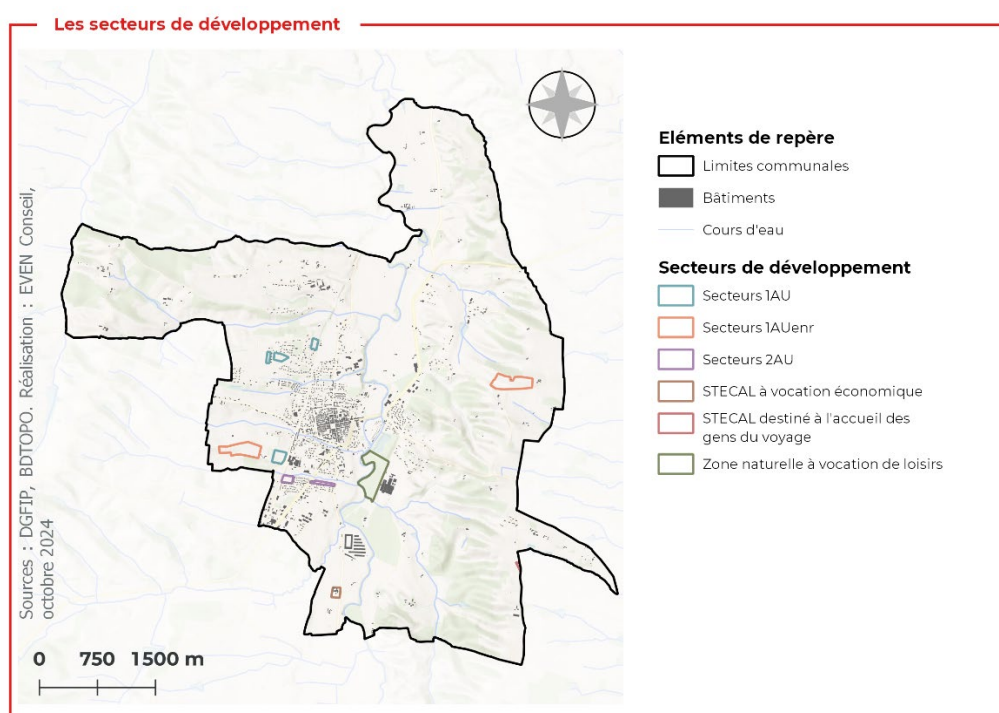 Les secteurs de développement
Sources : DGFIP, BDTOPO. Réalisation : EVEN Conseil,
octobre 2024
0 750 1 500 m
Eléments de repère
Limites communales
Bâtiments
Cours d'eau
Secteurs de développement
Secteurs 1AU
Secteurs 1AUenr
Secteurs 2AU
STECAL à vocation économique
STECAL destiné à l'accueil des
gens du voyage
Zone naturelle à vocation de loisirs